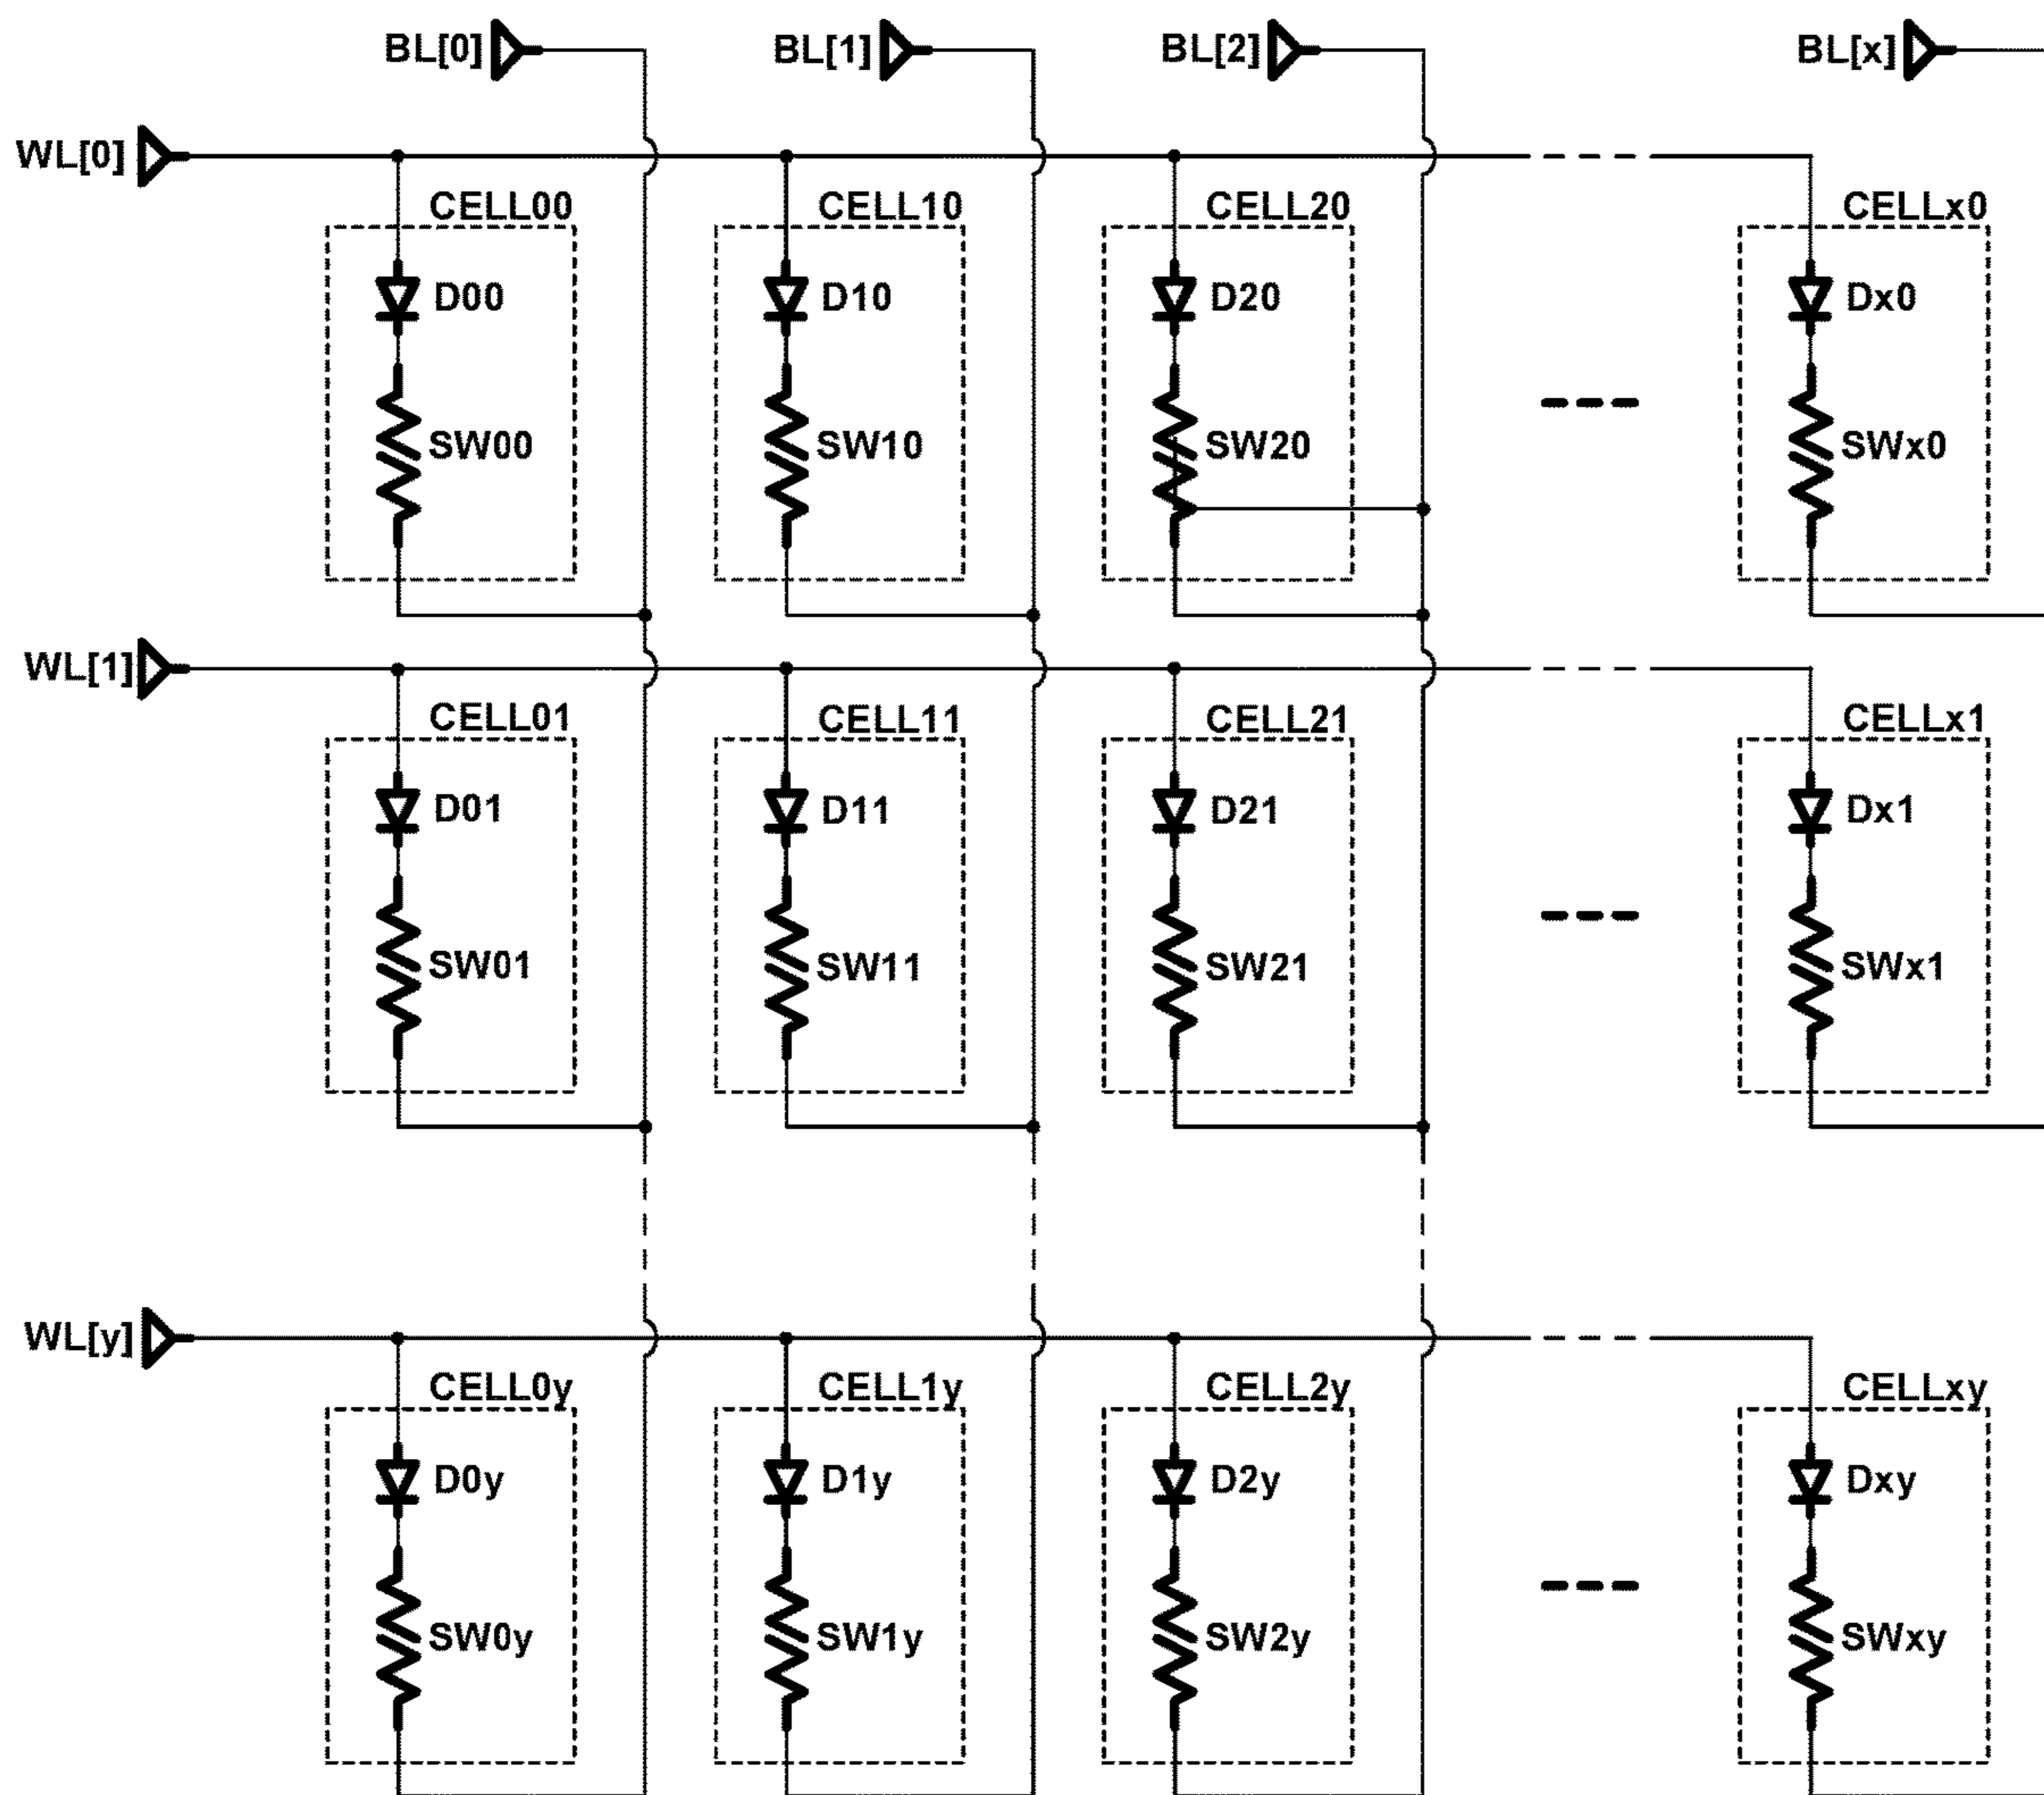 BL[0] BL[1] BL[2] BL[x]
WL[0]
CELL00 CELL10 CELL20 CELLx0
D00 D10 D20 Dx0
SW00 SW10 SW20 SWx0
WL[1]
CELL01 CELL11 CELL21 CELLx1
D01 D11 D21 Dx1
SW01 SW11 SW21 SWx1
WL[y]
CELL0y CELL1y CELL2y CELLxy
D0y D1y D2y Dxy
SW0y SW1y SW2y SWxy